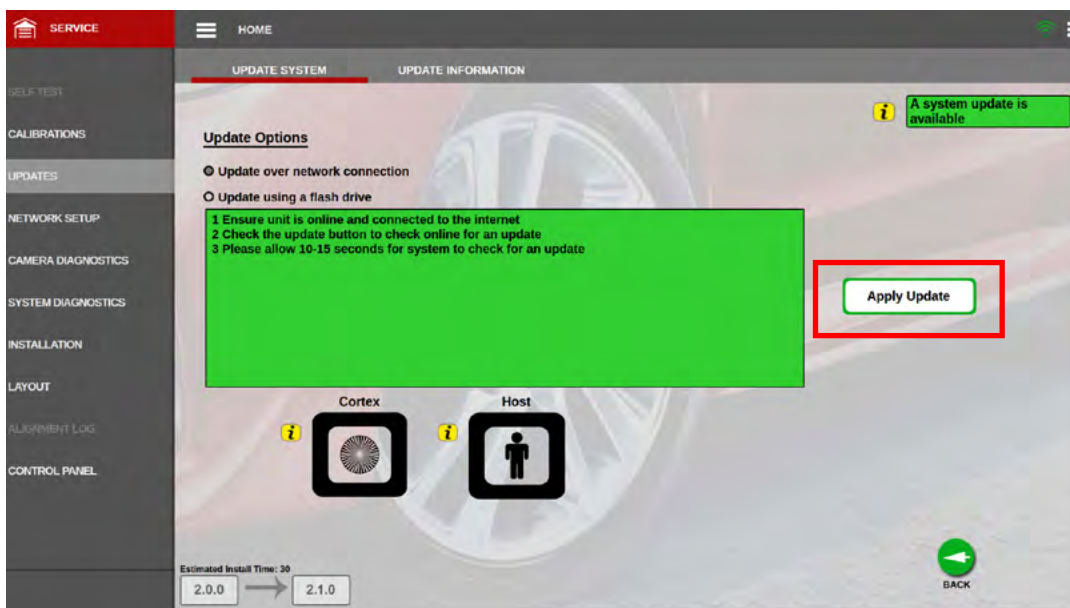 SERVICE
HOME
UPDATE SYSTEM
UPDATE INFORMATION
SELF TEST
CALIBRATIONS
UPDATES
NETWORK SETUP
CAMERA DIAGNOSTICS
SYSTEM DIAGNOSTICS
INSTALLATION
LAYOUT
ALIGNMENT LOG
CONTROL PANEL
i
A system update is
available
Update Options
Update over network connection
Update using a flash drive
1 Ensure unit is online and connected to the internet
2 Check the update button to check online for an update
3 Please allow 10-15 seconds for system to check for an update
Apply Update
Cortex
Host
i
i
Estimated Install Time: 30
2.0.0
2.1.0
BACK